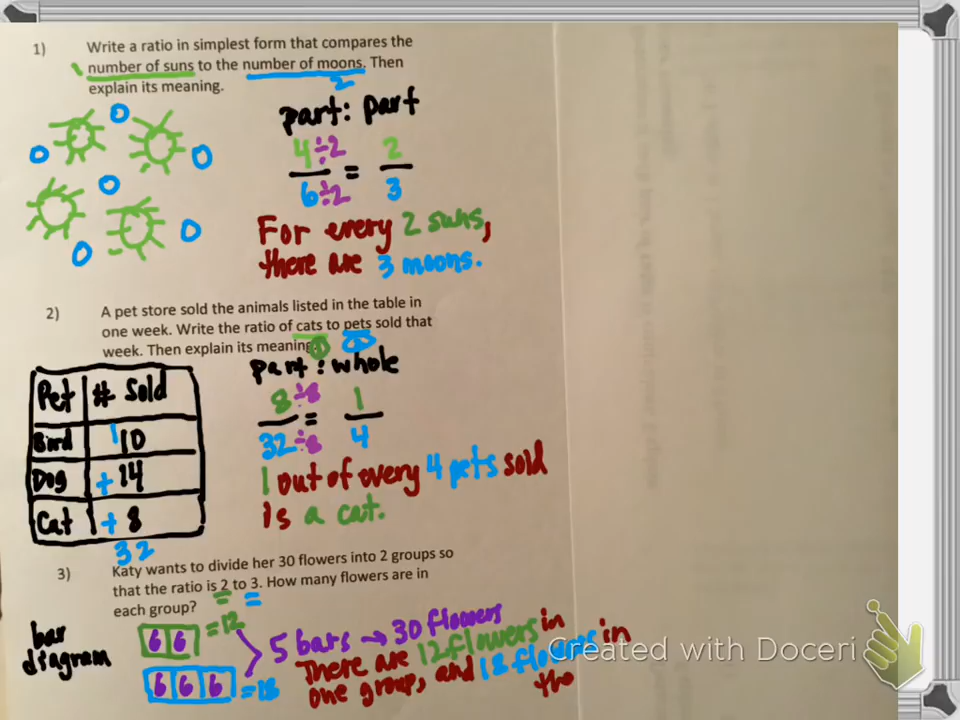 1) Write a ratio in simplest form that compares the
number of suns to the number of moons. Then
explain its meaning.
1
2
part: part
4÷2 = 2
6÷2 3
For every 2 suns,
there are 3 moons.
2) A pet store sold the animals listed in the table in
one week. Write the ratio of cats to pets sold that
week. Then explain its meaning.
part : whole
8÷8 = 1
32÷8 4
1 out of every 4 pets sold
is a cat.
Pet # Sold
Bird 10
Dog + 14
Cat + 8
32
3) Katy wants to divide her 30 flowers into 2 groups so
that the ratio is 2 to 3. How many flowers are in
each group?
bar
diagram
6 6 = 12
6 6 6 = 18
5 bars → 30 flowers
There are 12 flowers in
one group, and 18 flowers in
the
Created with Doceri